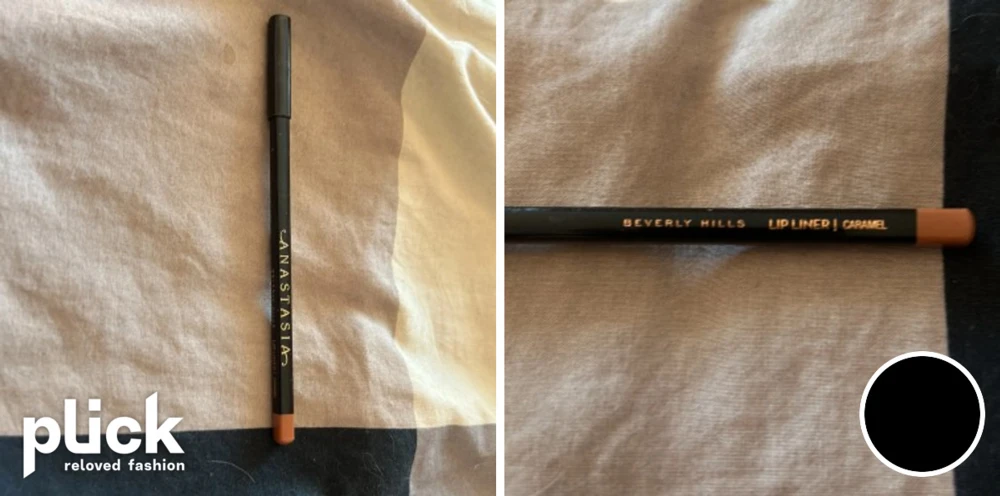 ANASTASIA
plick
reloved fashion
BEVERLY HILLS LIP LINER | CARAMEL